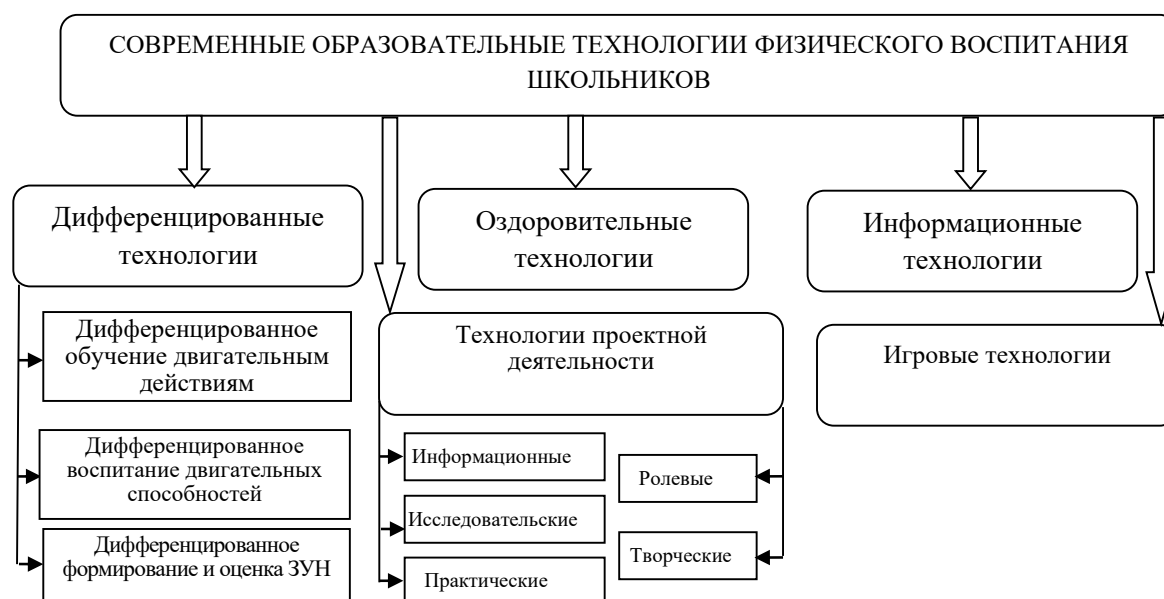 СОВРЕМЕННЫЕ ОБРАЗОВАТЕЛЬНЫЕ ТЕХНОЛОГИИ ФИЗИЧЕСКОГО ВОСПИТАНИЯ
ШКОЛЬНИКОВ
Дифференцированные
технологии
Оздоровительные
технологии
Информационные
технологии
Дифференцированное
обучение двигательным
действиям
Дифференцированное
воспитание двигательных
способностей
Дифференцированное
формирование и оценка ЗУН
Технологии проектной
деятельности
Информационные
Исследовательские
Практические
Ролевые
Творческие
Игровые технологии